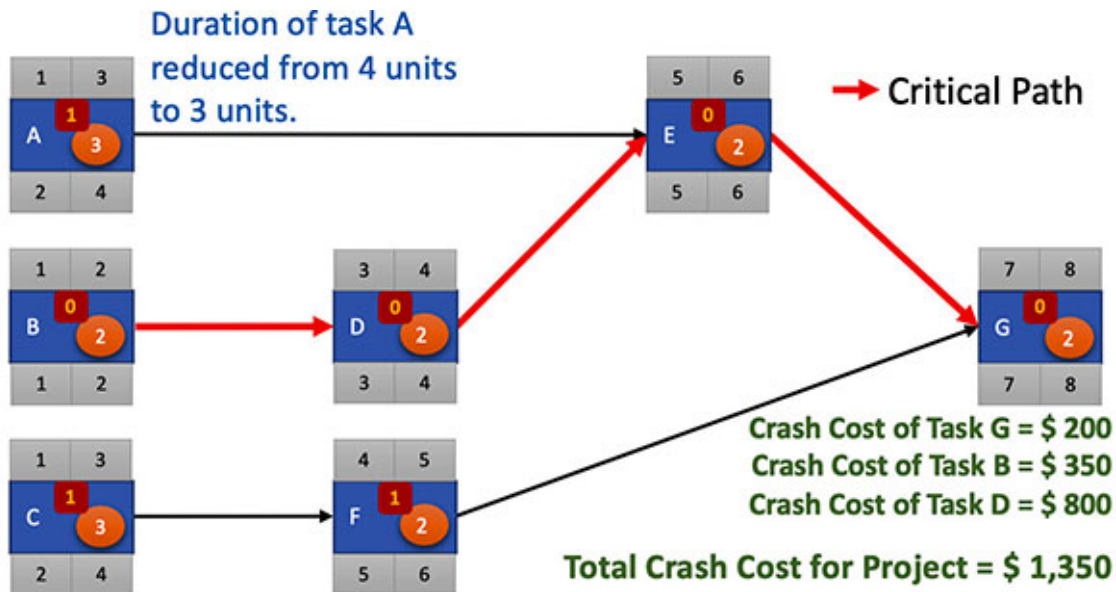 Duration of task A
reduced from 4 units
to 3 units.
1 3
1
A
3
2 4
5 6
0
E
2
5 6
Critical Path
1 2
0
B
2
1 2
3 4
0
D
2
3 4
7 8
0
G
2
7 8
1 3
1
C
3
2 4
4 5
1
F
2
5 6
Crash Cost of Task G = $ 200
Crash Cost of Task B = $ 350
Crash Cost of Task D = $ 800
Total Crash Cost for Project = $ 1,350